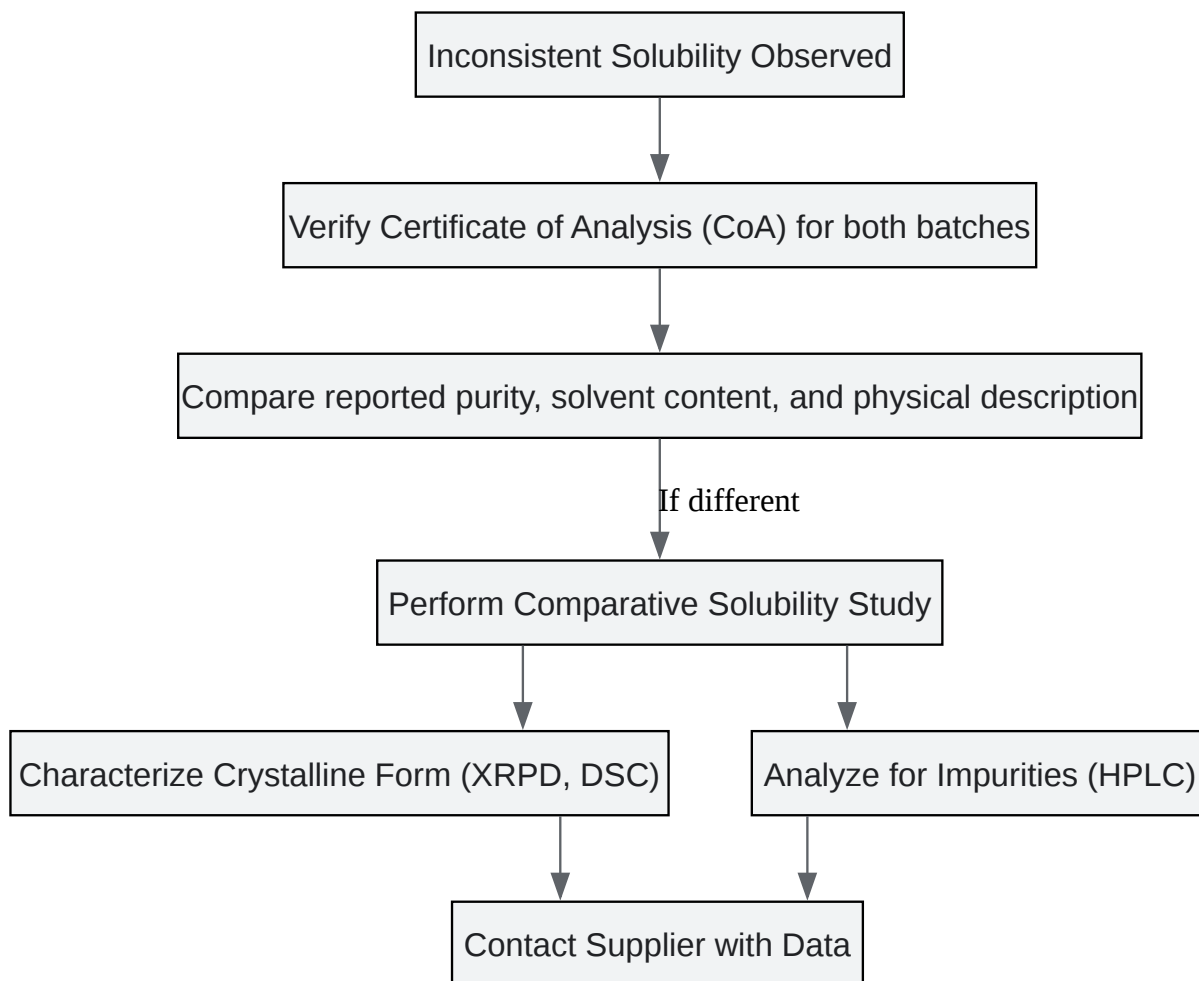 Inconsistent Solubility Observed
Verify Certificate of Analysis (CoA) for both batches
Compare reported purity, solvent content, and physical description
If different
Perform Comparative Solubility Study
Characterize Crystalline Form (XRPD, DSC)
Analyze for Impurities (HPLC)
Contact Supplier with Data